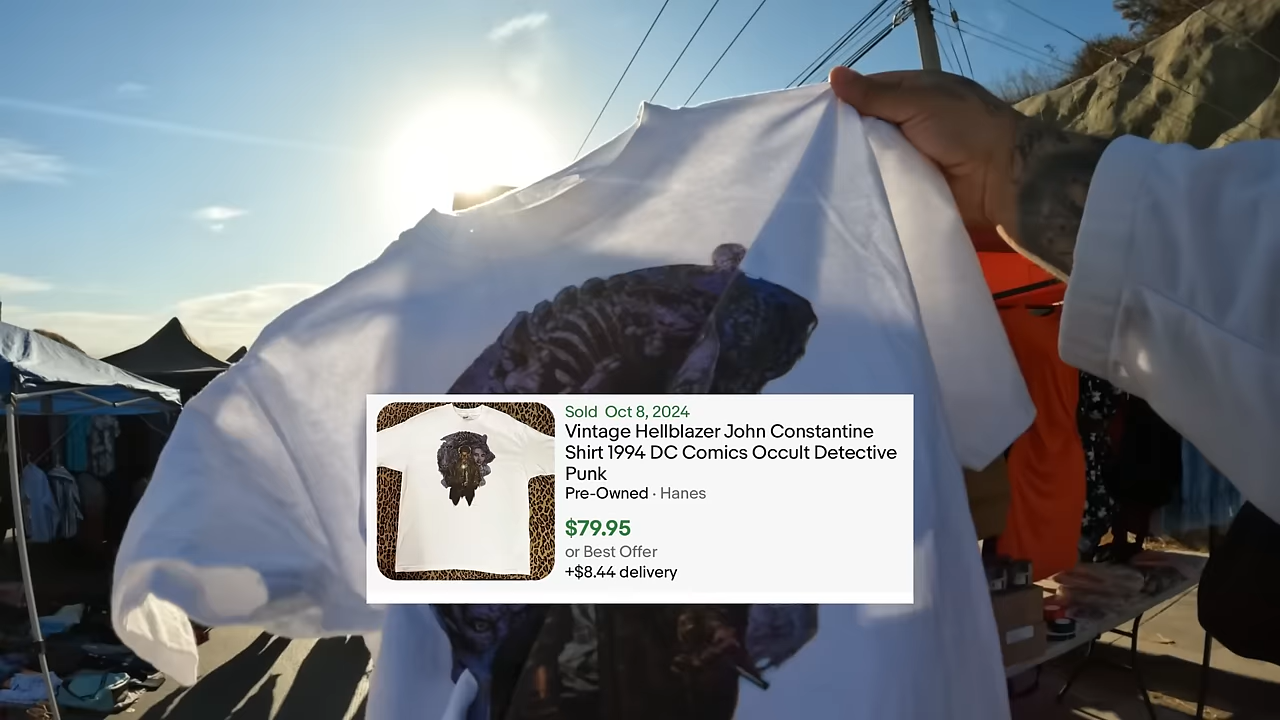 Sold Oct 8, 2024
Vintage Hellblazer John Constantine
Shirt 1994 DC Comics Occult Detective
Punk
Pre-Owned · Hanes
$79.95
or Best Offer
+$8.44 delivery